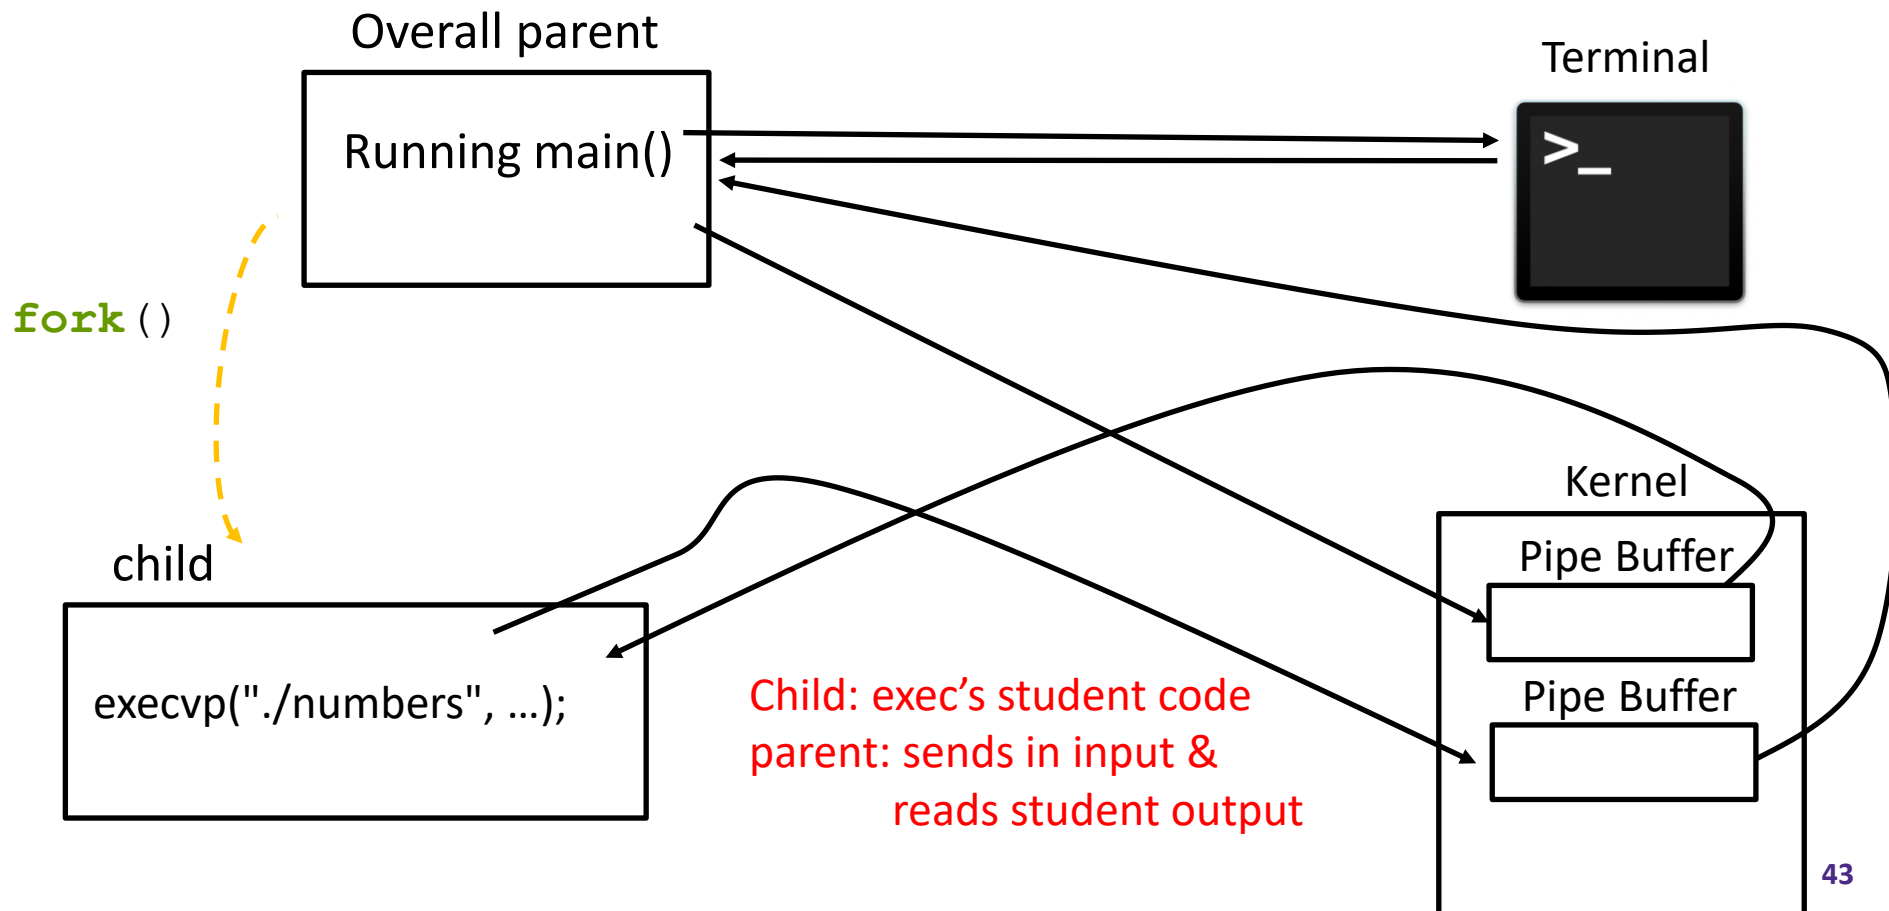 Overall parent
Terminal
Running main()
>_
fork()
Kernel
child
Pipe Buffer
execvp("./numbers", …);
Child: exec’s student code
Pipe Buffer
parent: sends in input &
reads student output
43